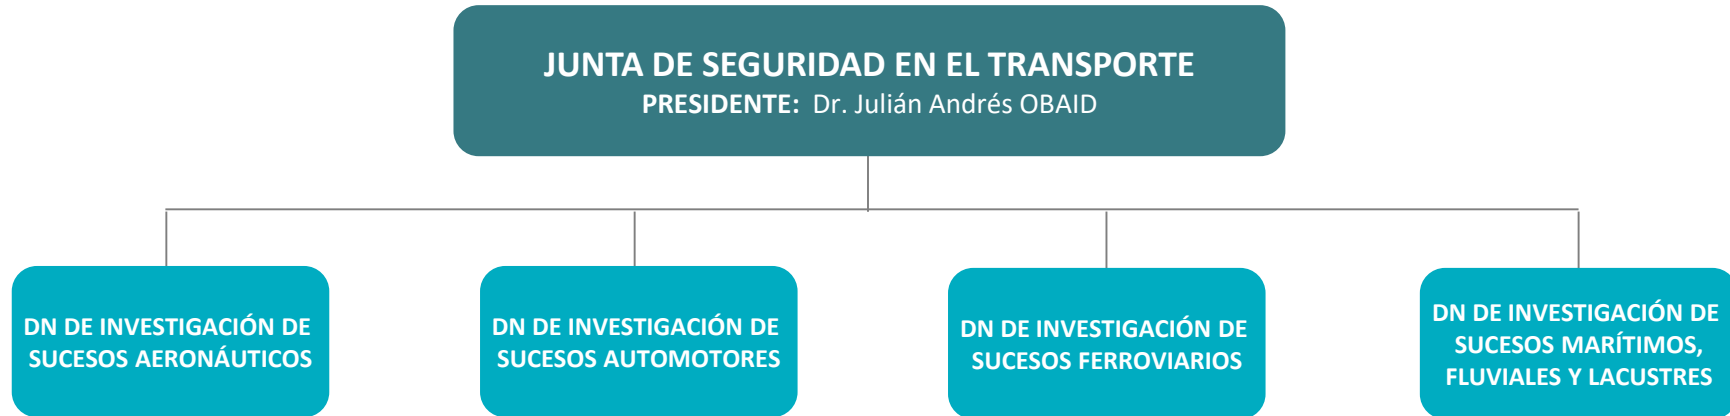 JUNTA DE SEGURIDAD EN EL TRANSPORTE
PRESIDENTE: Dr. Julián Andrés OBAID
DN DE INVESTIGACIÓN DE
SUCESOS AERONÁUTICOS
DN DE INVESTIGACIÓN DE
SUCESOS AUTOMOTORES
DN DE INVESTIGACIÓN DE
SUCESOS FERROVIARIOS
DN DE INVESTIGACIÓN DE
SUCESOS MARÍTIMOS,
FLUVIALES Y LACUSTRES